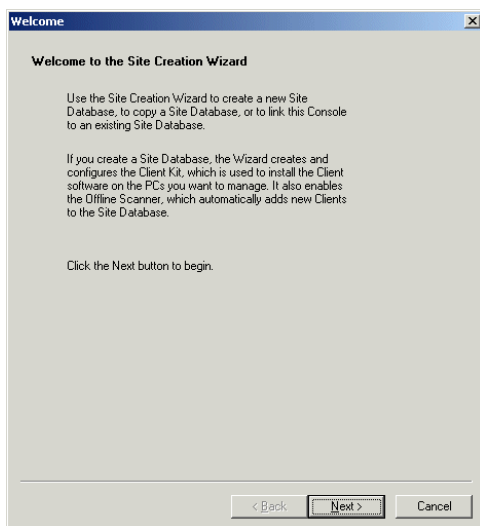 Welcome
Welcome to the Site Creation Wizard
Use the Site Creation Wizard to create a new Site
Database, to copy a Site Database, or to link this Console
to an existing Site Database.
If you create a Site Database, the Wizard creates and
configures the Client Kit, which is used to install the Client
software on the PCs you want to manage. It also enables
the Offline Scanner, which automatically adds new Clients
to the Site Database.
Click the Next button to begin.
< Back
Next >
Cancel